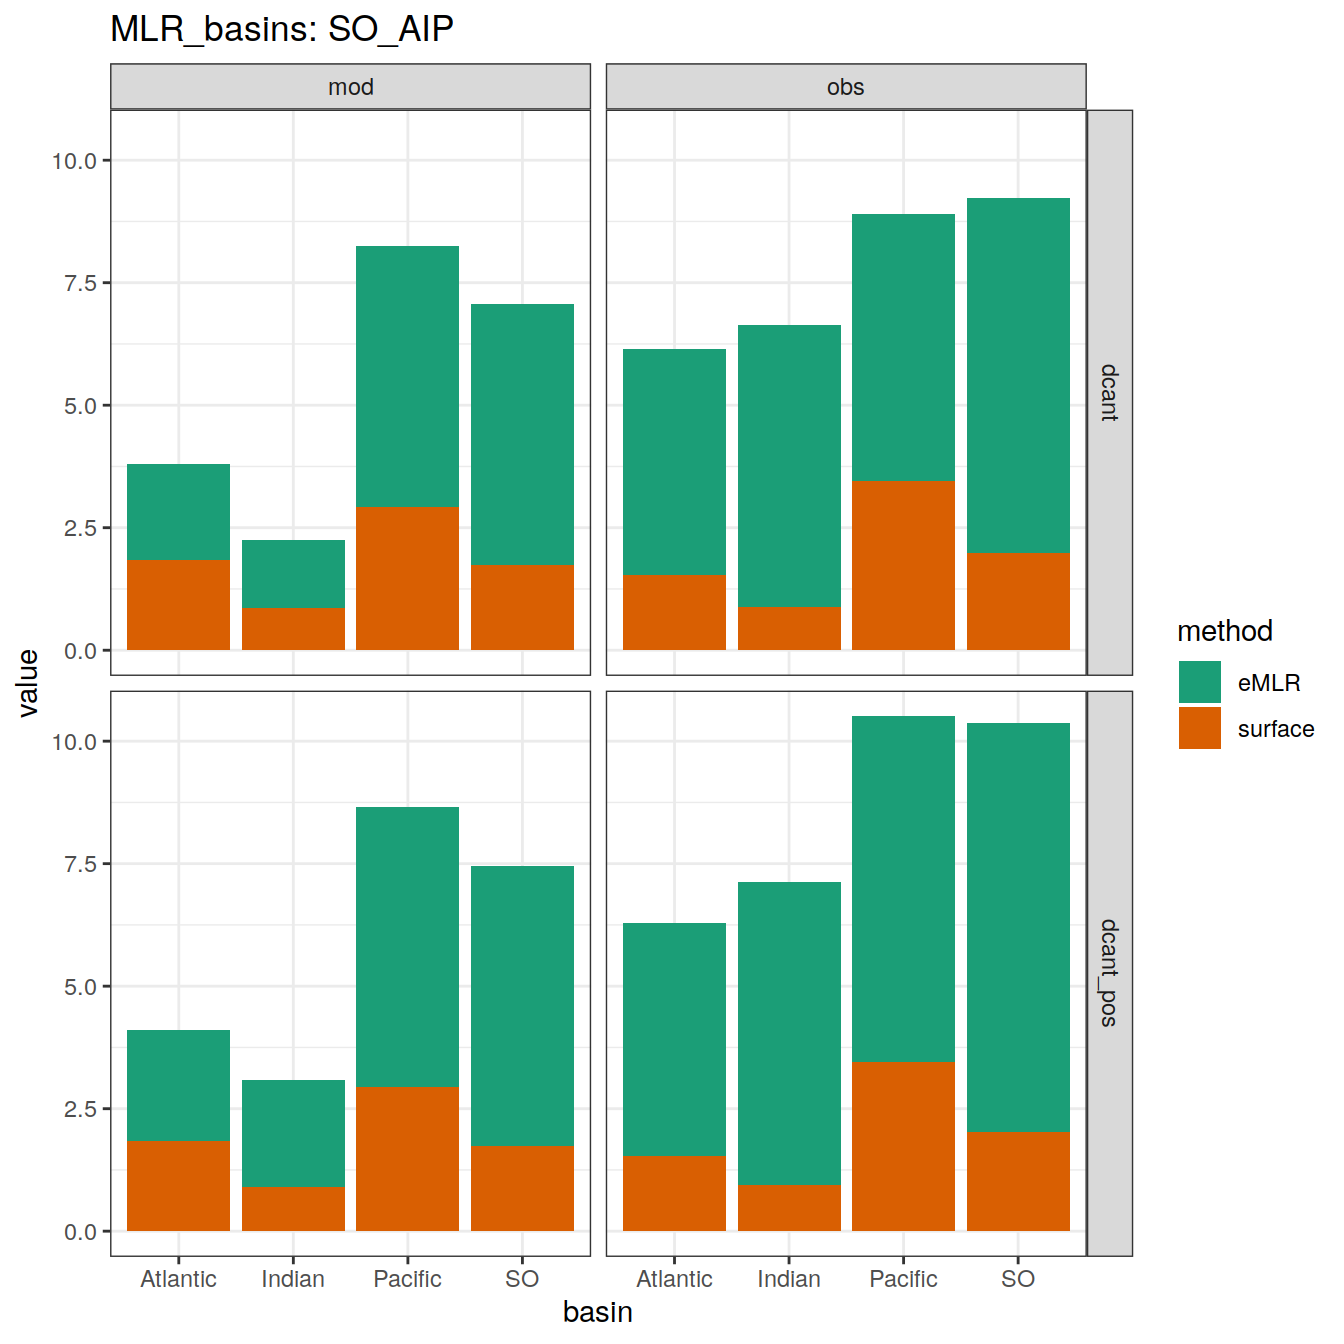 MLR_basins: SO_AIP
mod
obs
10.0
7.5
5.0
2.5
0.0
dcant
10.0
7.5
5.0
2.5
0.0
dcant_pos
value
Atlantic Indian Pacific SO
Atlantic Indian Pacific SO
basin
method
eMLR
surface